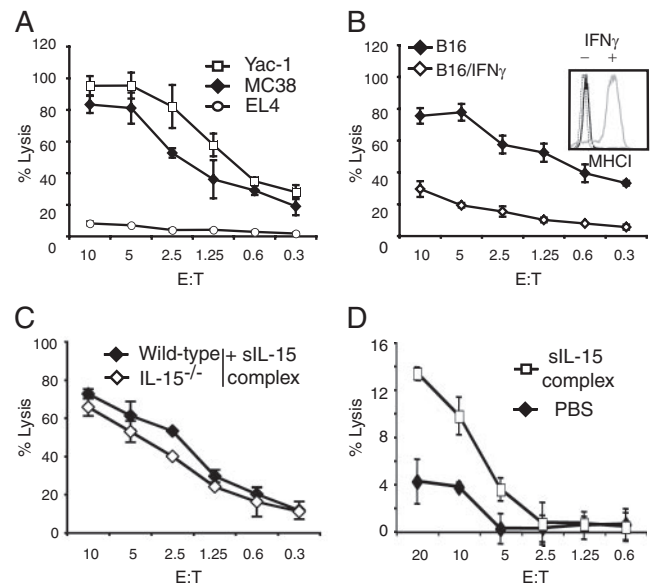 A
120
100
80
60
40
20
0
% Lysis
Yac-1
MC38
EL4
10 5 2.5 1.25 0.6 0.3
E:T
B
120
100
80
60
40
20
0
% Lysis
B16
B16/IFNγ
IFNγ
− +
MHCI
10 5 2.5 1.25 0.6 0.3
E:T
C
100
80
60
40
20
0
% Lysis
Wild-type
IL-15-/-
+ sIL-15
complex
10 5 2.5 1.25 0.6 0.3
E:T
D
16
12
8
4
0
% Lysis
sIL-15
complex
PBS
20 10 5 2.5 1.25 0.6
E:T